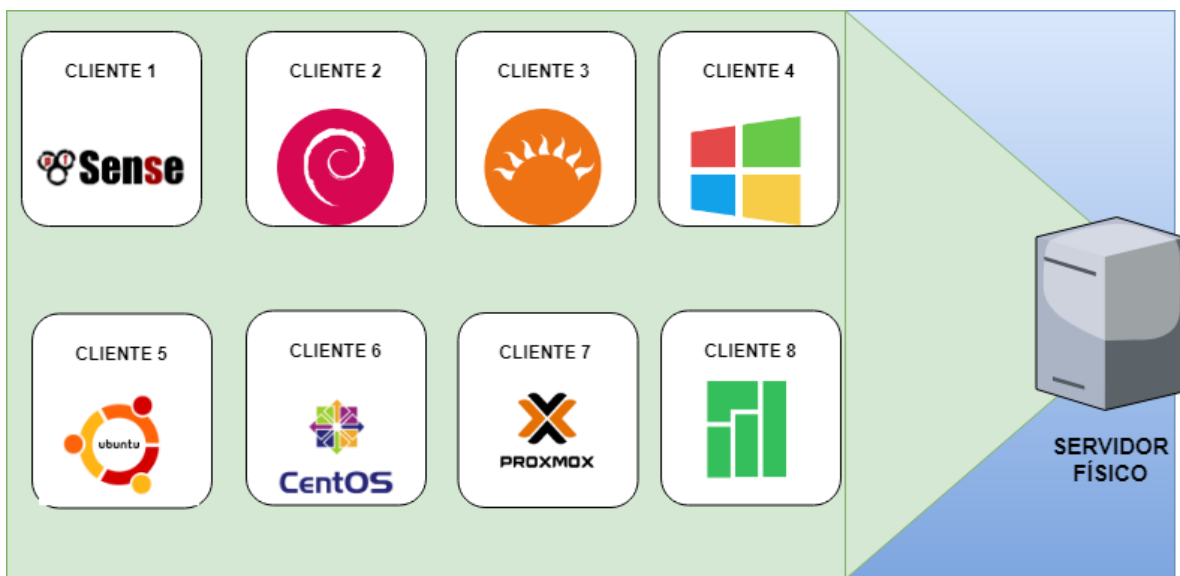 CLIENTE 1
CLIENTE 2
CLIENTE 3
CLIENTE 4
Sense
CLIENTE 5
CLIENTE 6
CLIENTE 7
CLIENTE 8
ubuntu
CentOS
PROXMOX
SERVIDOR
FÍSICO